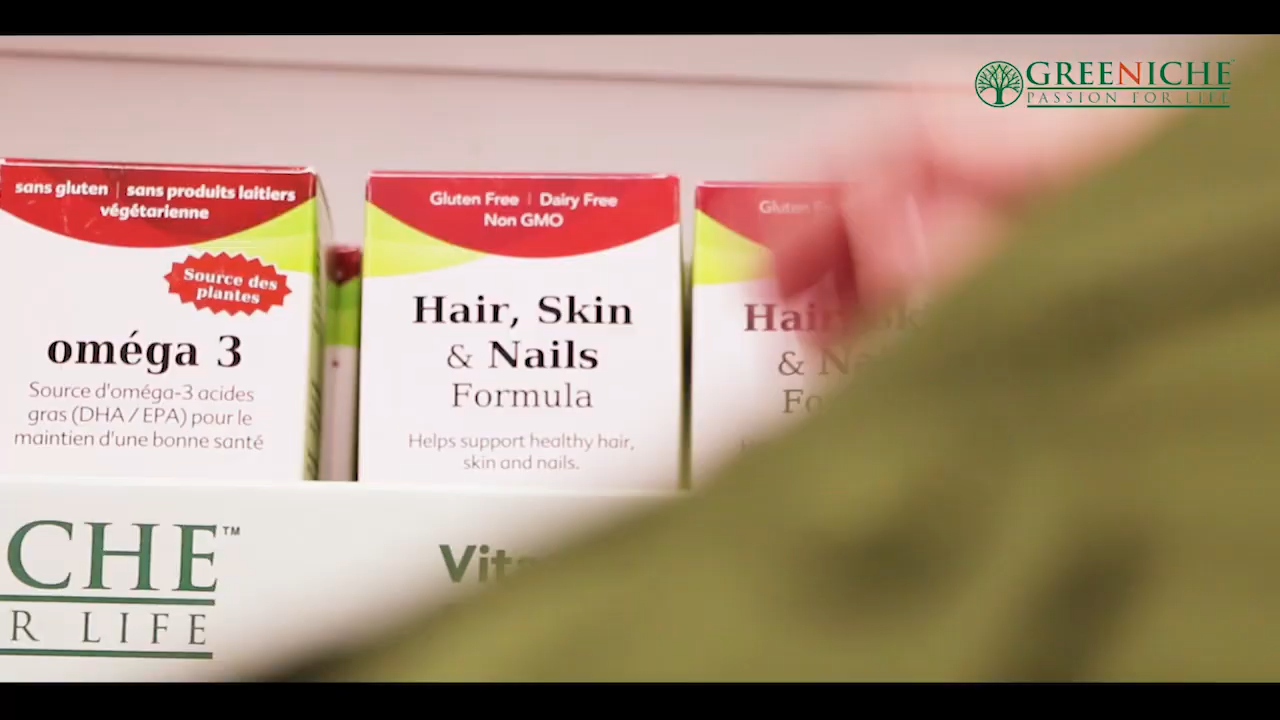 GREENICHE
PASSION FOR LIFE
sans gluten | sans produits laitiers
végétarienne
Source des
plantes
oméga 3
Source d'oméga-3 acides
gras (DHA / EPA) pour le
maintien d'une bonne santé
Gluten Free | Dairy Free
Non GMO
Hair, Skin
& Nails
Formula
Helps support healthy hair,
skin and nails.
Gluten
Hair,
&
CHE™
R LIFE